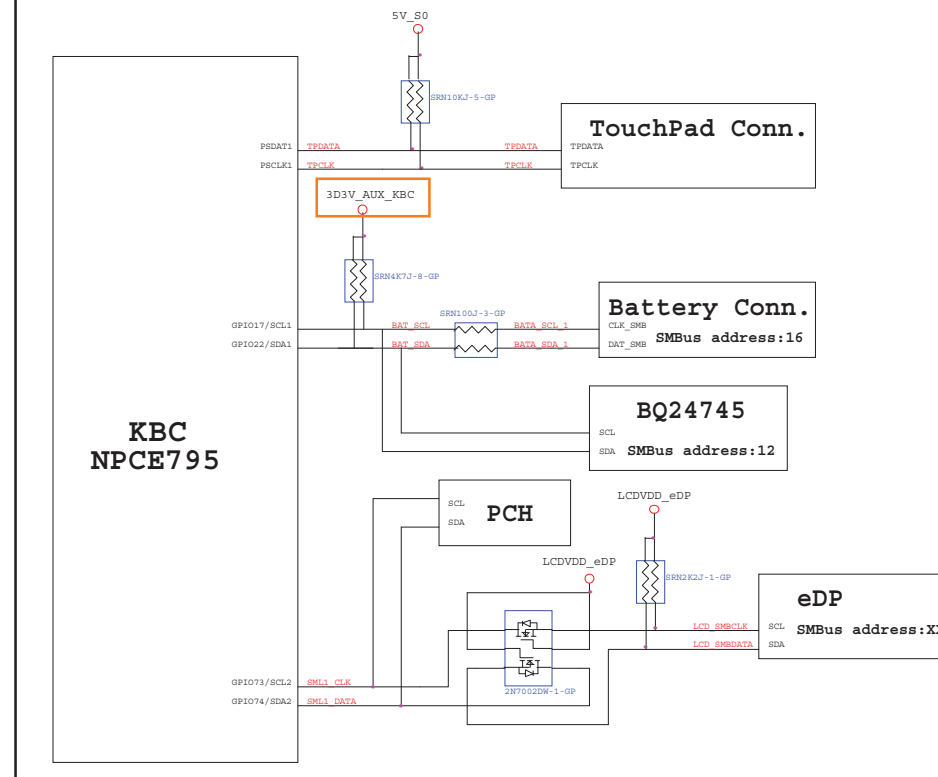 5V_S0
SRN10KJ-5-GP
TouchPad Conn.
PSDAT1 TPDATA TPDATA TPDATA
PSCLK1 TPCLK TPCLK TPCLK
3D3V_AUX_KBC
SRN4K7J-8-GP
SRN100J-3-GP
Battery Conn.
GPIO17/SCL1 BAT_SCL BATA_SCL_1 CLK_SMB
SMBus address:16
GPIO22/SDA1 BAT_SDA BATA_SDA_1 DAT_SMB
BQ24745
SCL
SDA SMBus address:12
KBC
NPCE795
SCL
PCH
SDA
LCDVDD_eDP
LCDVDD_eDP
SRN2K2J-1-GP
eDP
LCD_SMBCLK SCL SMBus address:XX
LCD_SMBDATA SDA
GPIO73/SCL2 SML1_CLK
2N7002DW-1-GP
GPIO74/SDA2 SML1_DATA